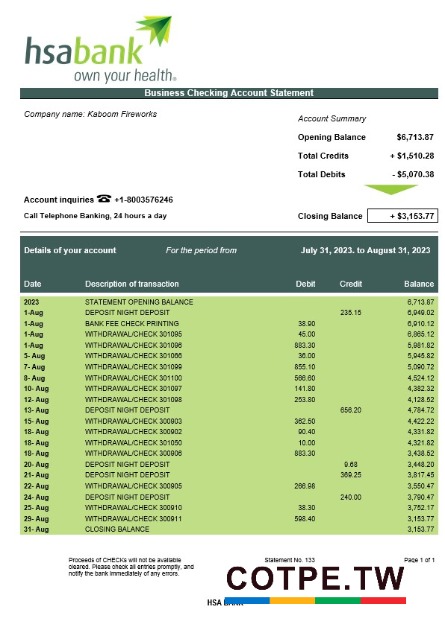 hsabank
own your health®
Business Checking Account Statement
Company name: Kaboom Fireworks
Account Summary
Opening Balance $6,713.87
Total Credits + $1,510.28
Total Debits - $5,070.38
Account inquiries ☎ +1-8003576246
Call Telephone Banking, 24 hours a day
Closing Balance + $3,153.77
Details of your account For the period from July 31, 2023. to August 31, 2023
Date Description of transaction Debit Credit Balance
2023 STATEMENT OPENING BALANCE 6,713.87
1-Aug DEPOSIT NIGHT DEPOSIT 235.15 6,949.02
1-Aug BANK FEE CHECK PRINTING 38.90 6,910.12
1-Aug WITHDRAWAL/CHECK 301095 45.00 6,865.12
1-Aug WITHDRAWAL/CHECK 301096 883.30 5,981.82
3- Aug WITHDRAWAL/CHECK 301066 36.00 5,945.82
7- Aug WITHDRAWAL/CHECK 301099 855.10 5,090.72
8- Aug WITHDRAWAL/CHECK 301100 566.60 4,524.12
10- Aug WITHDRAWAL/CHECK 301097 141.80 4,382.32
12- Aug WITHDRAWAL/CHECK 301098 253.80 4,128.52
13- Aug DEPOSIT NIGHT DEPOSIT 656.20 4,784.72
15- Aug WITHDRAWAL/CHECK 300903 362.50 4,422.22
18- Aug WITHDRAWAL/CHECK 300902 90.40 4,331.82
18- Aug WITHDRAWAL/CHECK 301050 10.00 4,321.82
18- Aug WITHDRAWAL/CHECK 300906 883.30 3,438.52
20- Aug DEPOSIT NIGHT DEPOSIT 9.68 3,448.20
21- Aug DEPOSIT NIGHT DEPOSIT 369.25 3,817.45
22- Aug WITHDRAWAL/CHECK 300905 266.98 3,550.47
24- Aug DEPOSIT NIGHT DEPOSIT 240.00 3,790.47
25- Aug WITHDRAWAL/CHECK 300910 38.30 3,752.17
29- Aug WITHDRAWAL/CHECK 300911 598.40 3,153.77
31- Aug CLOSING BALANCE 3,153.77
Proceeds of CHECKs will not be available Statement No. 133 Page 1 of 1
cleared. Please check all entries promptly, and
notify the bank immediately of any errors.
COTPE.TW
HSA BANK